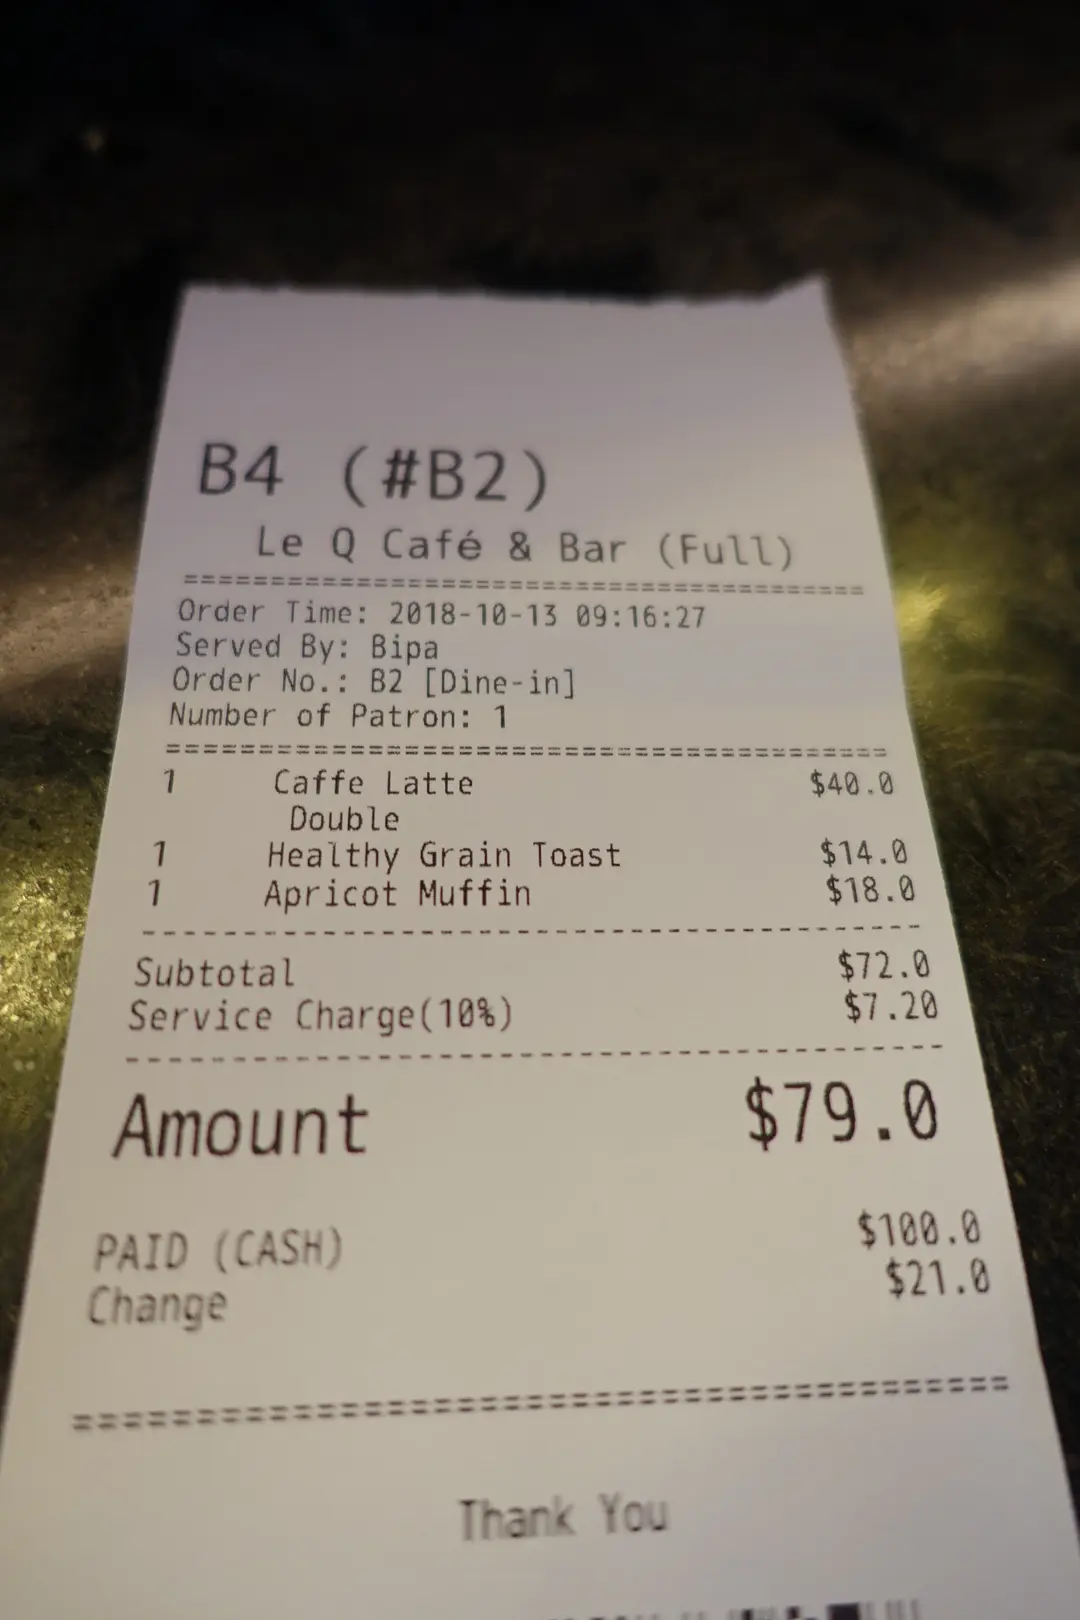 B4 (#B2)
Le Q Café & Bar (Full)
=======================================
Order Time: 2018-10-13 09:16:27
Served By: Bipa
Order No.: B2 [Dine-in]
Number of Patron: 1
=======================================
1 Caffe Latte $40.0
Double
1 Healthy Grain Toast $14.0
1 Apricot Muffin $18.0
---------------------------------------
Subtotal $72.0
Service Charge(10%) $7.20
---------------------------------------
Amount $79.0
PAID (CASH) $100.0
Change $21.0
=======================================
Thank You